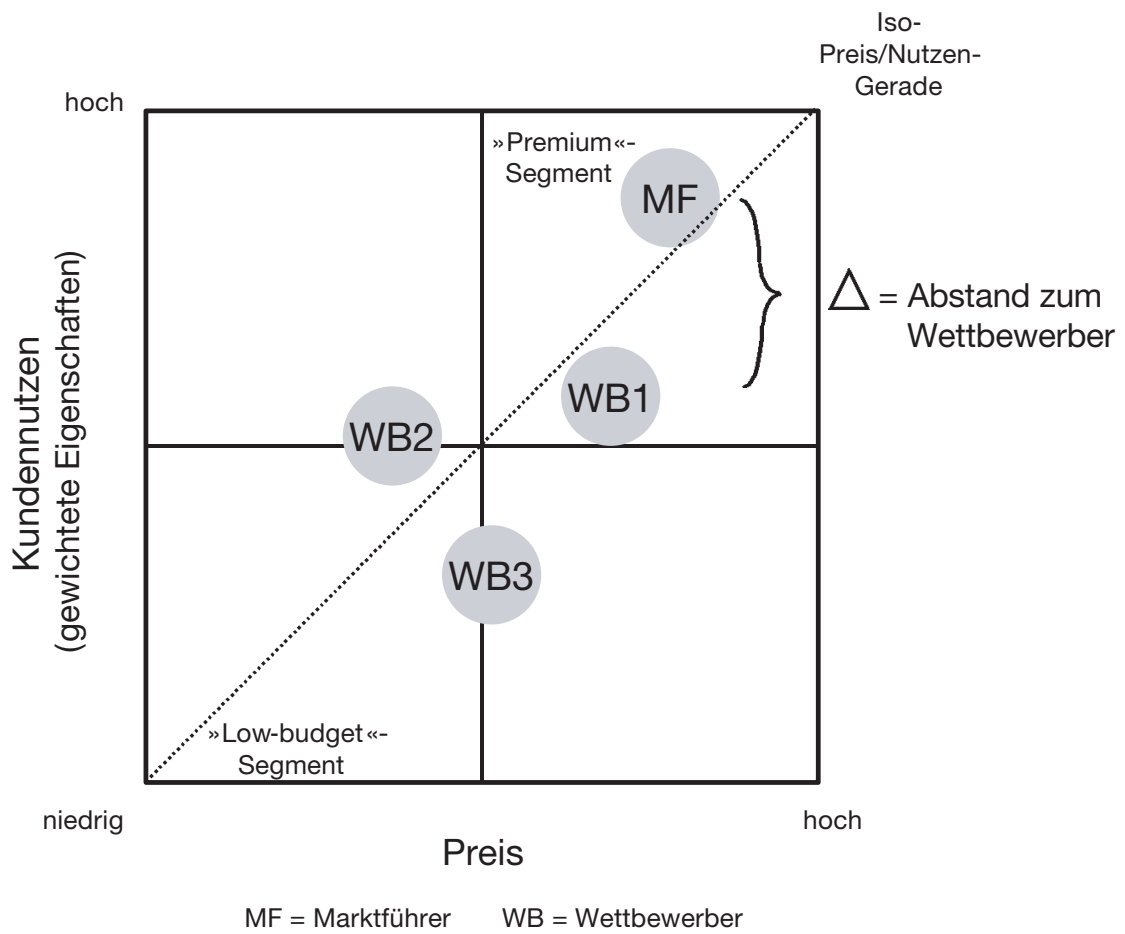 Iso-
Preis/Nutzen-
Gerade
hoch
»Premium«-
Segment
MF
Δ = Abstand zum
Wettbewerber
WB1
WB2
WB3
Kundennutzen
(gewichtete Eigenschaften)
»Low-budget«-
Segment
niedrig
hoch
Preis
MF = Marktführer WB = Wettbewerber